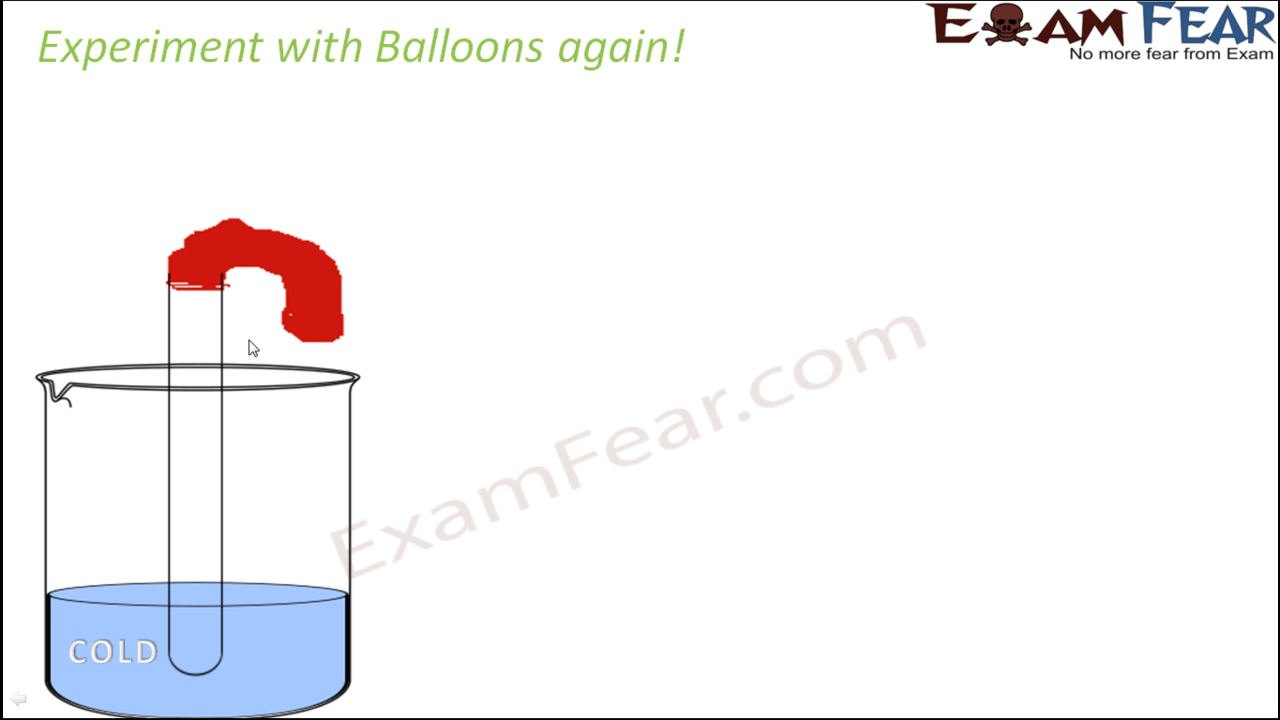 Experiment with Balloons again!
EXAMFEAR
No more fear from Exam
ExamFear.com
COLD